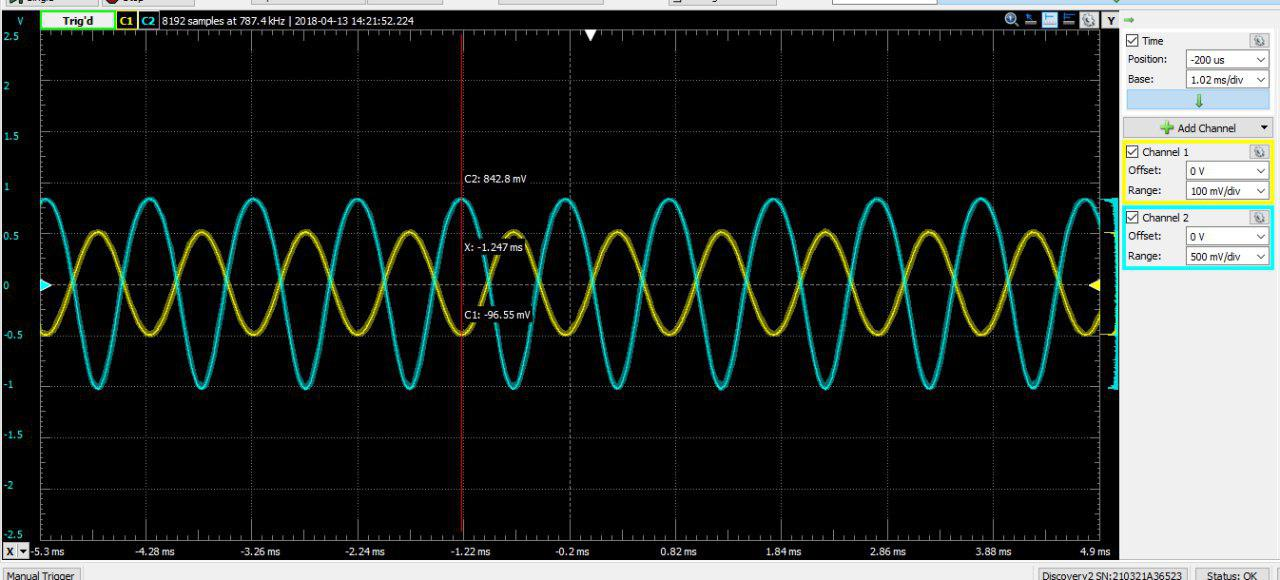 V Trig'd C1 C2 8192 samples at 787.4 kHz | 2018-04-13 14:21:52.224 Y
2.5
2
1.5
1
0.5
0
-0.5
-1
-1.5
-2
-2.5
C2: 842.8 mV
X: -1.247 ms
C1: -96.55 mV
X -5.3 ms -4.28 ms -3.26 ms -2.24 ms -1.22 ms -0.2 ms 0.82 ms 1.84 ms 2.86 ms 3.88 ms 4.9 ms
Time
Position: -200 us
Base: 1.02 ms/div
Add Channel
Channel 1
Offset: 0 V
Range: 100 mV/div
Channel 2
Offset: 0 V
Range: 500 mV/div
Manual Trigger Discovery2 SN:210321A36523 Status: OK